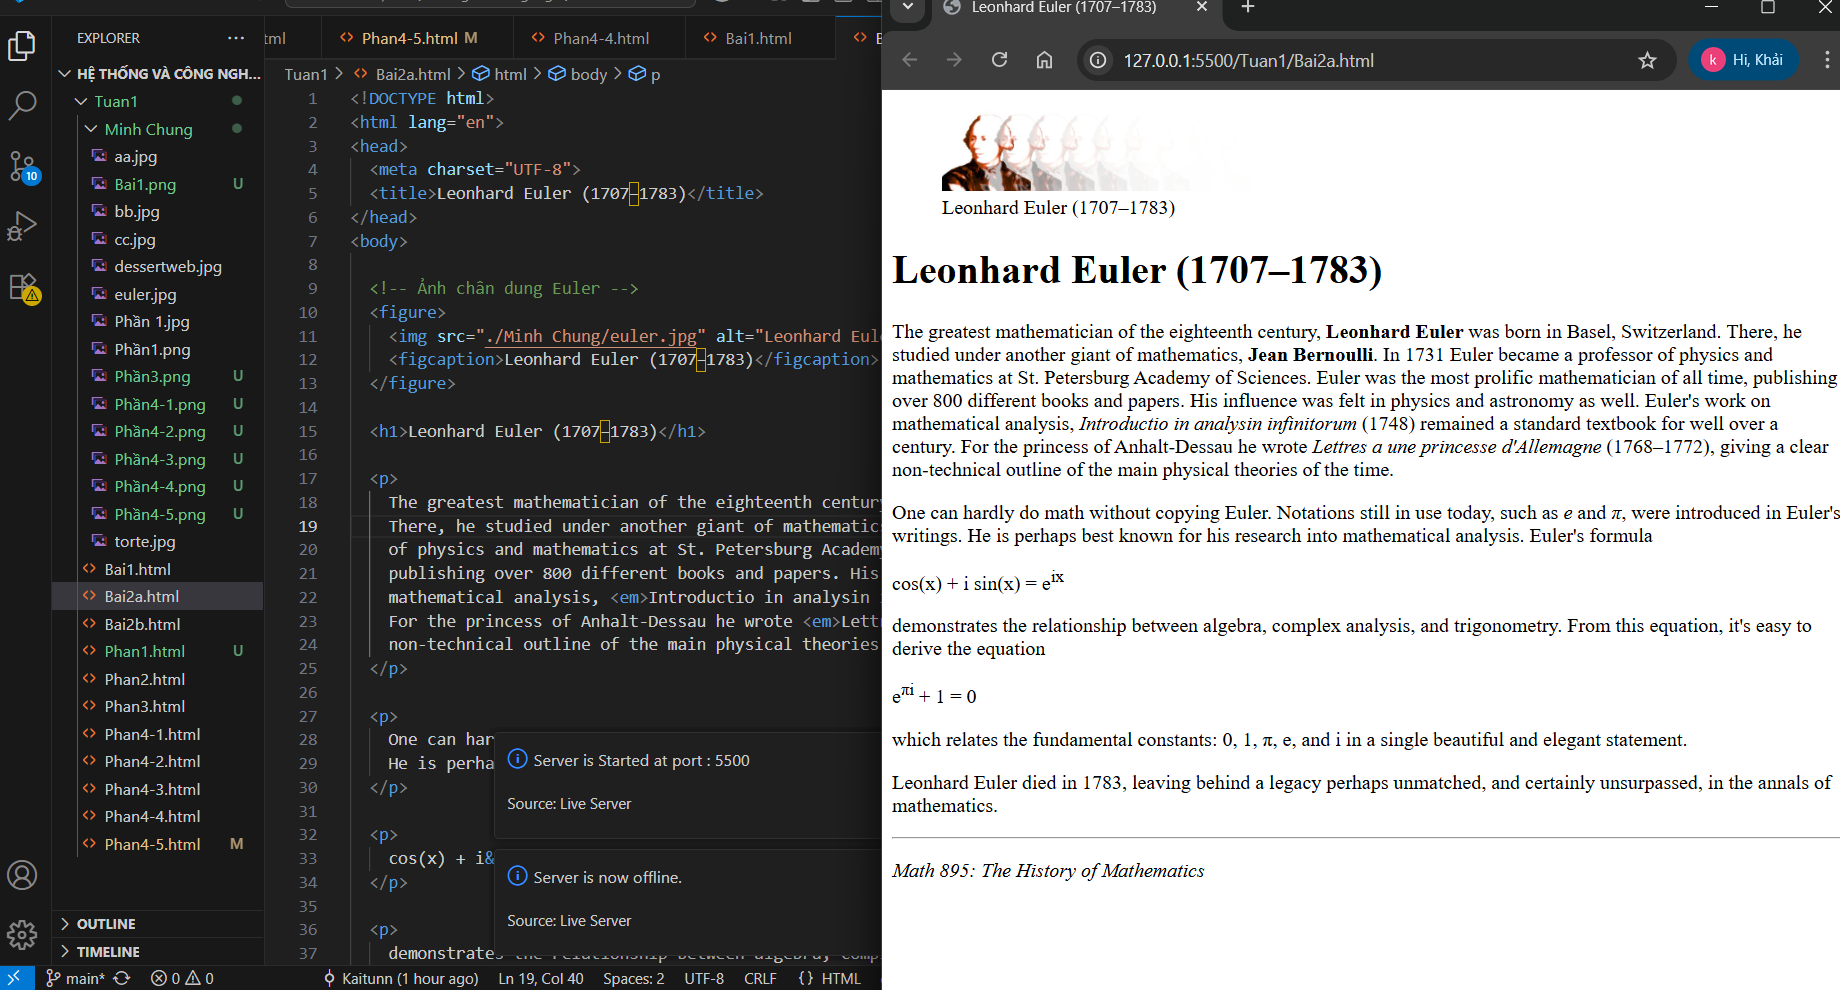 EXPLORER
HỆ THỐNG VÀ CÔNG NGH...
Tuan1
Minh Chung
aa.jpg
Bai1.png U
bb.jpg
cc.jpg
dessertweb.jpg
euler.jpg
Phần 1.jpg
Phần1.png
Phần3.png U
Phần4-1.png U
Phần4-2.png U
Phần4-3.png U
Phần4-4.png U
Phần4-5.png U
torte.jpg
Bai1.html
Bai2a.html
Bai2b.html
Phan1.html U
Phan2.html
Phan3.html
Phan4-1.html
Phan4-2.html
Phan4-3.html
Phan4-4.html
Phan4-5.html M
OUTLINE
TIMELINE
10
tml Phan4-5.html M Phan4-4.html Bai1.html B
Tuan1 > Bai2a.html > html > body > p
1 <!DOCTYPE html>
2 <html lang="en">
3 <head>
4 <meta charset="UTF-8">
5 <title>Leonhard Euler (1707–1783)</title>
6 </head>
7 <body>
8
9 <!-- Ảnh chân dung Euler -->
10 <figure>
11 <img src="./Minh Chung/euler.jpg" alt="Leonhard Eul
12 <figcaption>Leonhard Euler (1707–1783)</figcaption>
13 </figure>
14
15 <h1>Leonhard Euler (1707–1783)</h1>
16
17 <p>
18 The greatest mathematician of the eighteenth century
19 There, he studied under another giant of mathematics
20 of physics and mathematics at St. Petersburg Academy
21 publishing over 800 different books and papers. His
22 mathematical analysis, <em>Introductio in analysin
23 For the princess of Anhalt-Dessau he wrote <em>Lett
24 non-technical outline of the main physical theories
25 </p>
26
27 <p>
28 One can har
29 He is perha
30 </p>
31
32 <p>
33 cos(x) + i&
34 </p>
35
36 <p>
37 demonstrates the relationship between algebra, comp
Server is Started at port : 5500
Source: Live Server
Server is now offline.
Source: Live Server
main* 0 0 Kaitunn (1 hour ago) Ln 19, Col 40 Spaces: 2 UTF-8 CRLF {} HTML
Leonhard Euler (1707–1783)
127.0.0.1:5500/Tuan1/Bai2a.html
k Hi, Khải
Leonhard Euler (1707–1783)
Leonhard Euler (1707–1783)
The greatest mathematician of the eighteenth century, Leonhard Euler was born in Basel, Switzerland. There, he
studied under another giant of mathematics, Jean Bernoulli. In 1731 Euler became a professor of physics and
mathematics at St. Petersburg Academy of Sciences. Euler was the most prolific mathematician of all time, publishing
over 800 different books and papers. His influence was felt in physics and astronomy as well. Euler's work on
mathematical analysis, Introductio in analysin infinitorum (1748) remained a standard textbook for well over a
century. For the princess of Anhalt-Dessau he wrote Lettres a une princesse d'Allemagne (1768–1772), giving a clear
non-technical outline of the main physical theories of the time.
One can hardly do math without copying Euler. Notations still in use today, such as e and π, were introduced in Euler's
writings. He is perhaps best known for his research into mathematical analysis. Euler's formula
cos(x) + i sin(x) = e^ix
demonstrates the relationship between algebra, complex analysis, and trigonometry. From this equation, it's easy to
derive the equation
e^πi + 1 = 0
which relates the fundamental constants: 0, 1, π, e, and i in a single beautiful and elegant statement.
Leonhard Euler died in 1783, leaving behind a legacy perhaps unmatched, and certainly unsurpassed, in the annals of
mathematics.
Math 895: The History of Mathematics